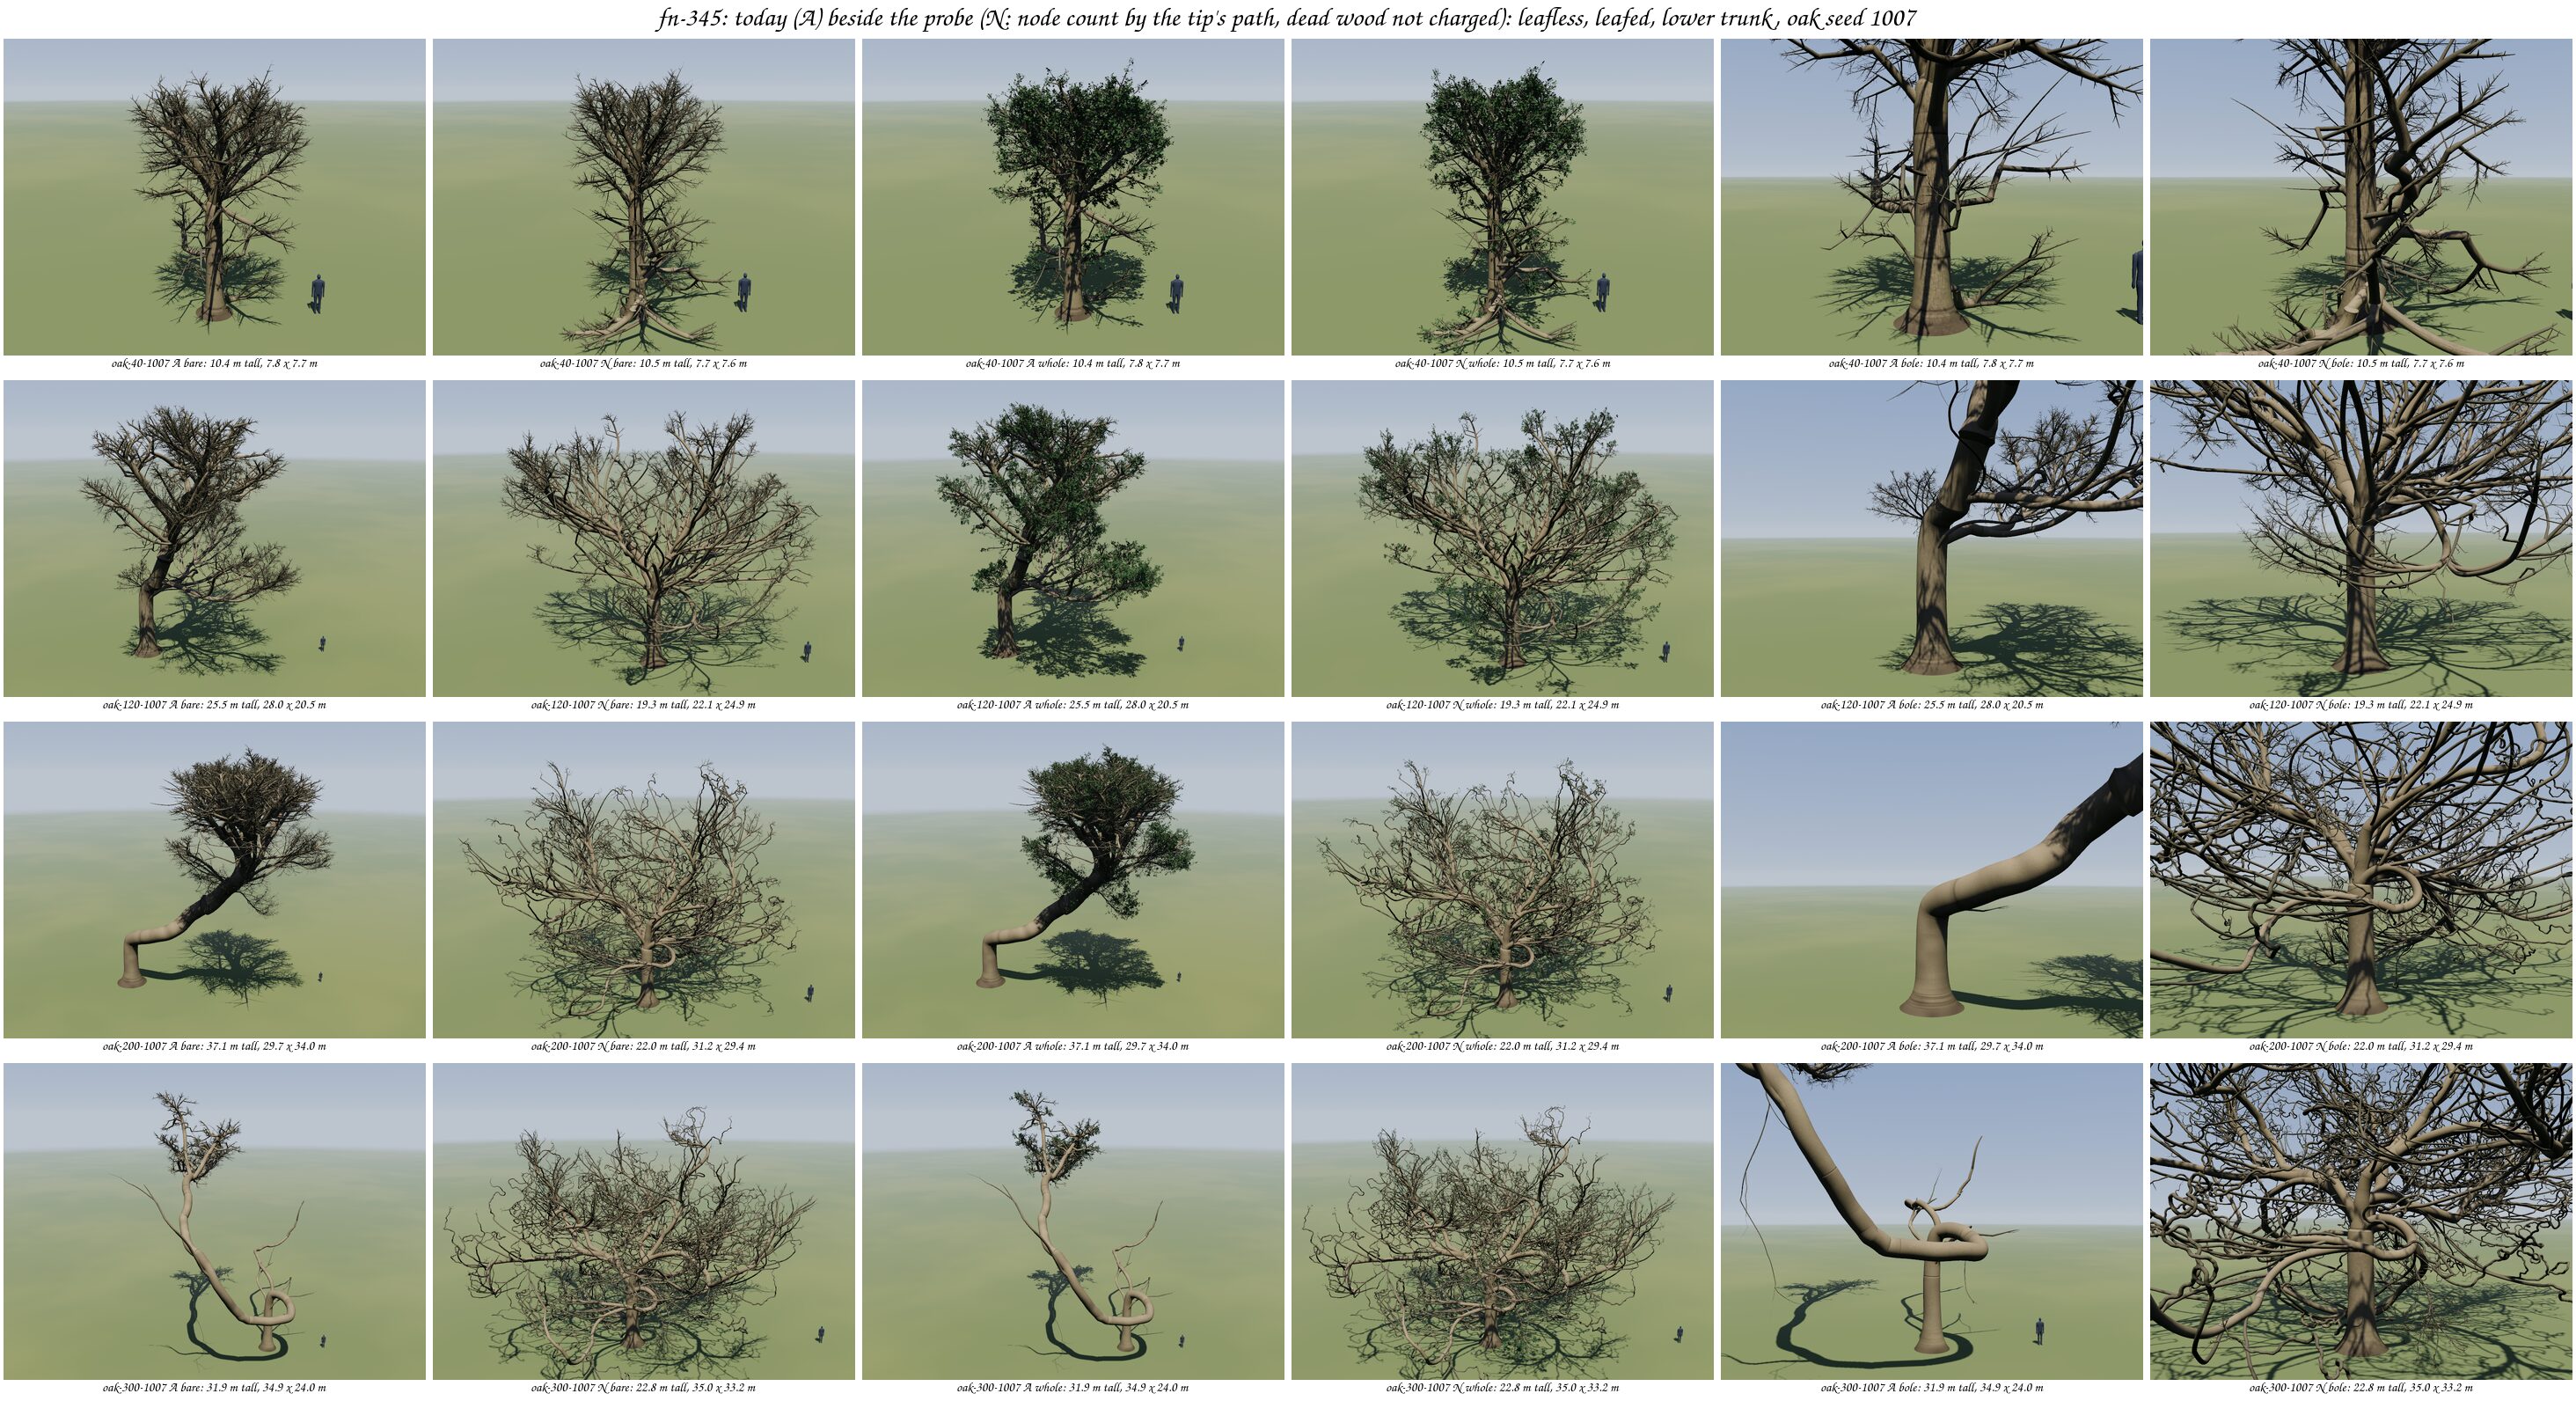 fn-345: today (A) beside the probe (N: node count by the tip's path, dead wood not charged): leafless, leafed, lower trunk, oak seed 1007
oak-40-1007 A bare: 10.4 m tall, 7.8 x 7.7 m
oak-40-1007 N bare: 10.5 m tall, 7.7 x 7.6 m
oak-40-1007 A whole: 10.4 m tall, 7.8 x 7.7 m
oak-40-1007 N whole: 10.5 m tall, 7.7 x 7.6 m
oak-40-1007 A bole: 10.4 m tall, 7.8 x 7.7 m
oak-40-1007 N bole: 10.5 m tall, 7.7 x 7.6 m
oak-120-1007 A bare: 25.5 m tall, 28.0 x 20.5 m
oak-120-1007 N bare: 19.3 m tall, 22.1 x 24.9 m
oak-120-1007 A whole: 25.5 m tall, 28.0 x 20.5 m
oak-120-1007 N whole: 19.3 m tall, 22.1 x 24.9 m
oak-120-1007 A bole: 25.5 m tall, 28.0 x 20.5 m
oak-120-1007 N bole: 19.3 m tall, 22.1 x 24.9 m
oak-200-1007 A bare: 37.1 m tall, 29.7 x 34.0 m
oak-200-1007 N bare: 22.0 m tall, 31.2 x 29.4 m
oak-200-1007 A whole: 37.1 m tall, 29.7 x 34.0 m
oak-200-1007 N whole: 22.0 m tall, 31.2 x 29.4 m
oak-200-1007 A bole: 37.1 m tall, 29.7 x 34.0 m
oak-200-1007 N bole: 22.0 m tall, 31.2 x 29.4 m
oak-300-1007 A bare: 31.9 m tall, 34.9 x 24.0 m
oak-300-1007 N bare: 22.8 m tall, 35.0 x 33.2 m
oak-300-1007 A whole: 31.9 m tall, 34.9 x 24.0 m
oak-300-1007 N whole: 22.8 m tall, 35.0 x 33.2 m
oak-300-1007 A bole: 31.9 m tall, 34.9 x 24.0 m
oak-300-1007 N bole: 22.8 m tall, 35.0 x 33.2 m